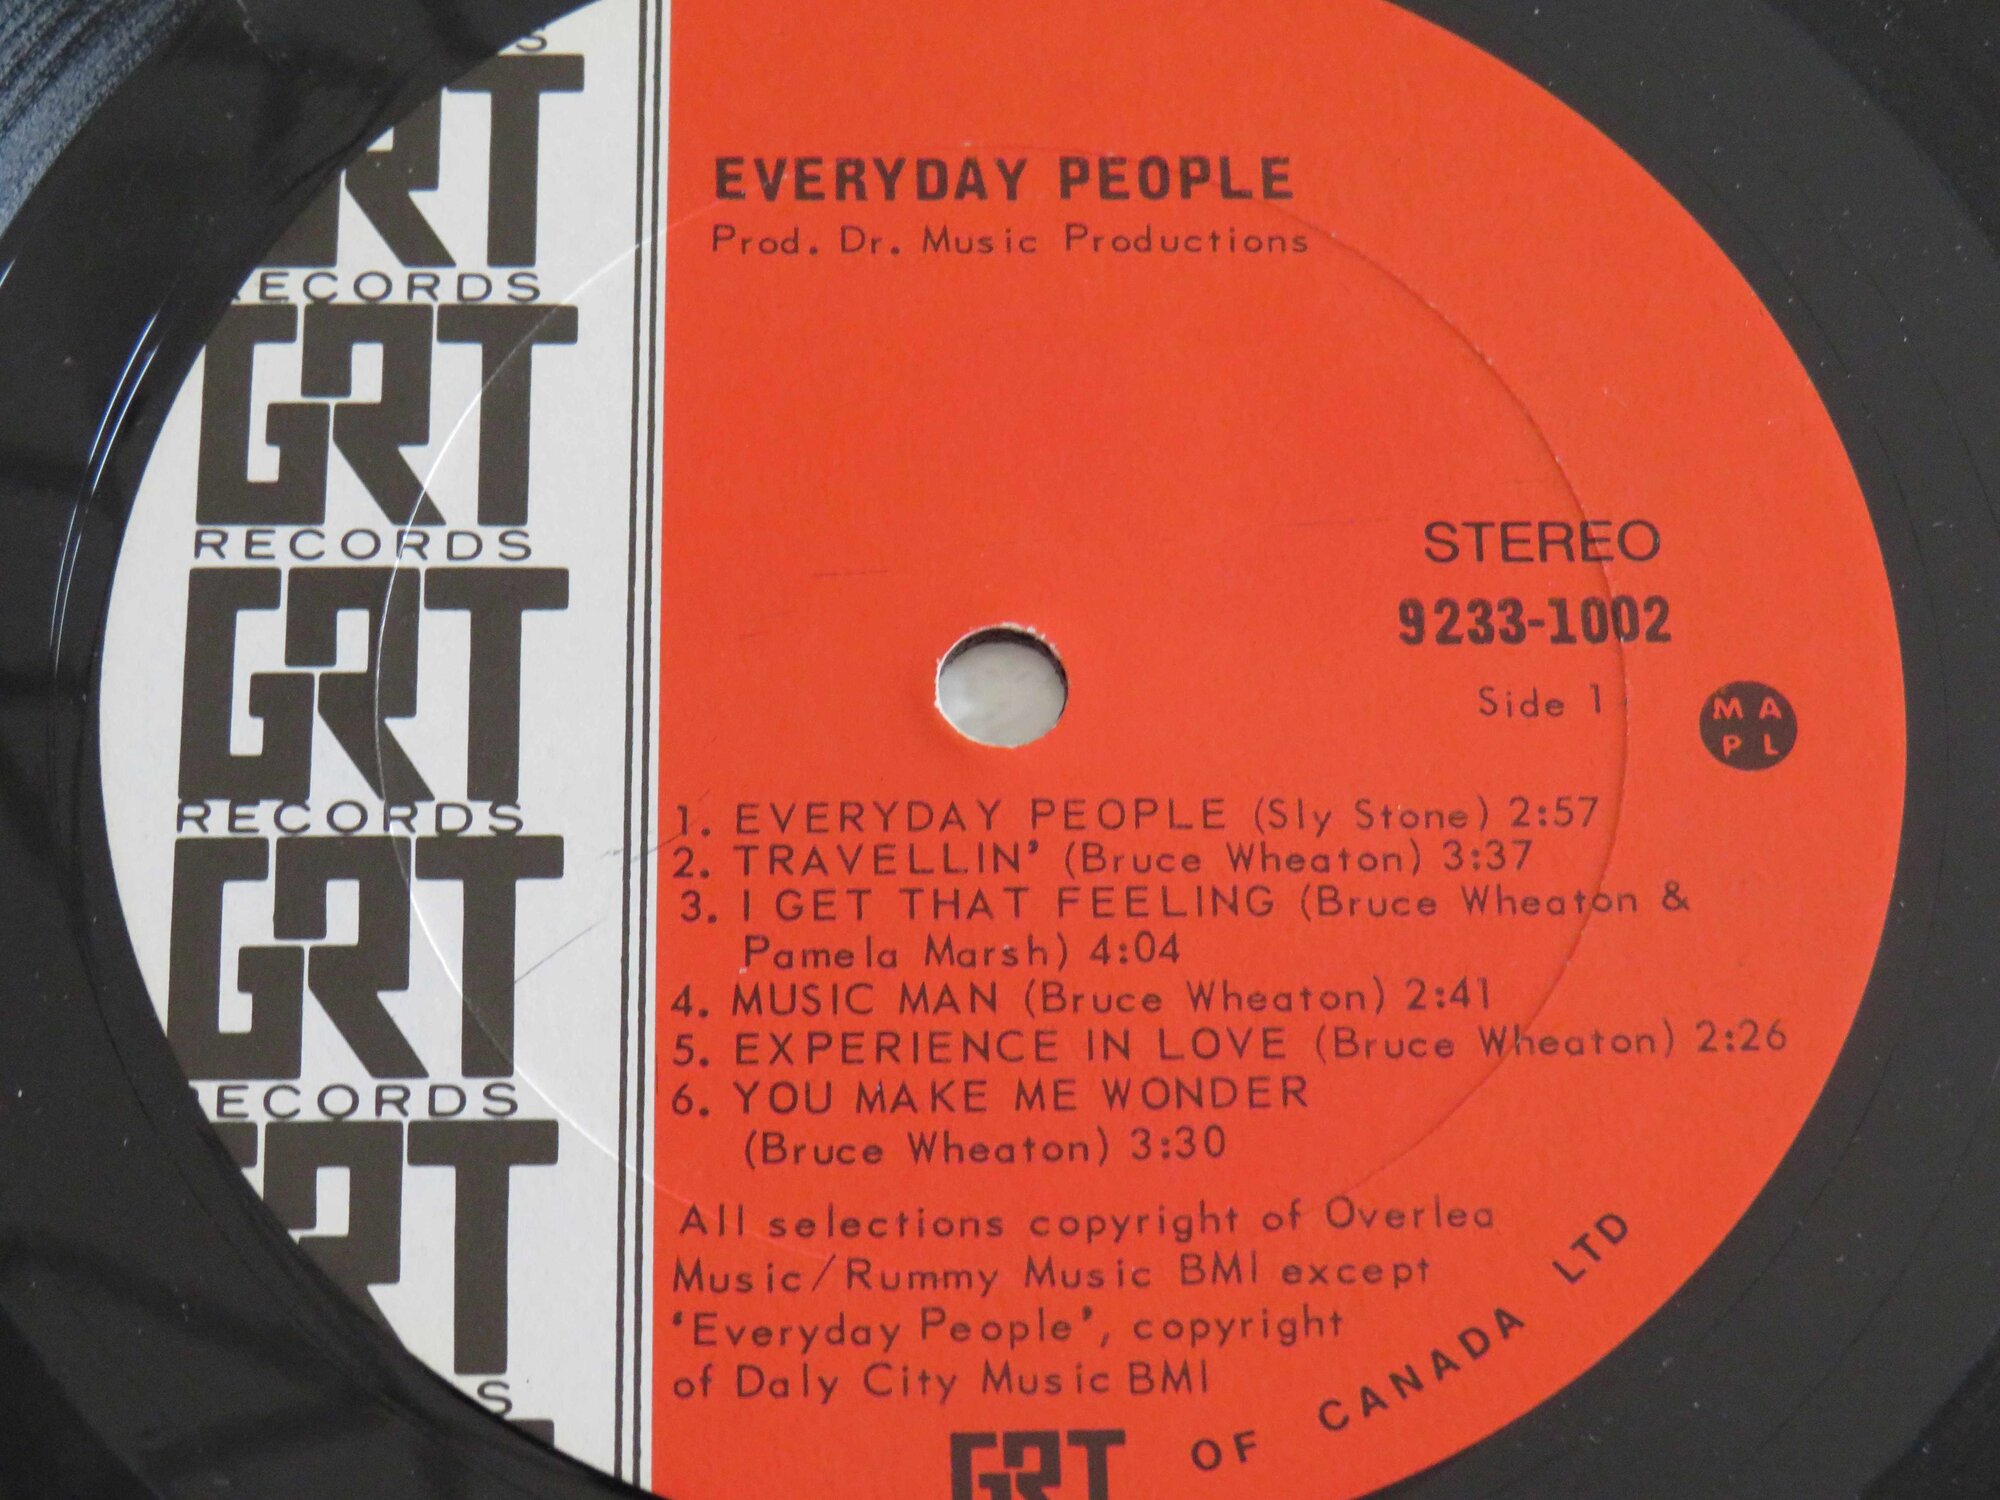 S
RT
RECORDS
GRT
RECORDS
GRT
RECORDS
GRT
RECORDS
GRT
S
EVERYDAY PEOPLE
Prod. Dr. Music Productions
STEREO
9233-1002
Side 1
M A
P L
1. EVERYDAY PEOPLE (Sly Stone) 2:57
2. TRAVELLIN' (Bruce Wheaton) 3:37
3. I GET THAT FEELING (Bruce Wheaton &
Pamela Marsh) 4:04
4. MUSIC MAN (Bruce Wheaton) 2:41
5. EXPERIENCE IN LOVE (Bruce Wheaton) 2:26
6. YOU MAKE ME WONDER
(Bruce Wheaton) 3:30
All selections copyright of Overlea
Music/Rummy Music BMI except
'Everyday People', copyright
of Daly City Music BMI
GRT OF CANADA LTD